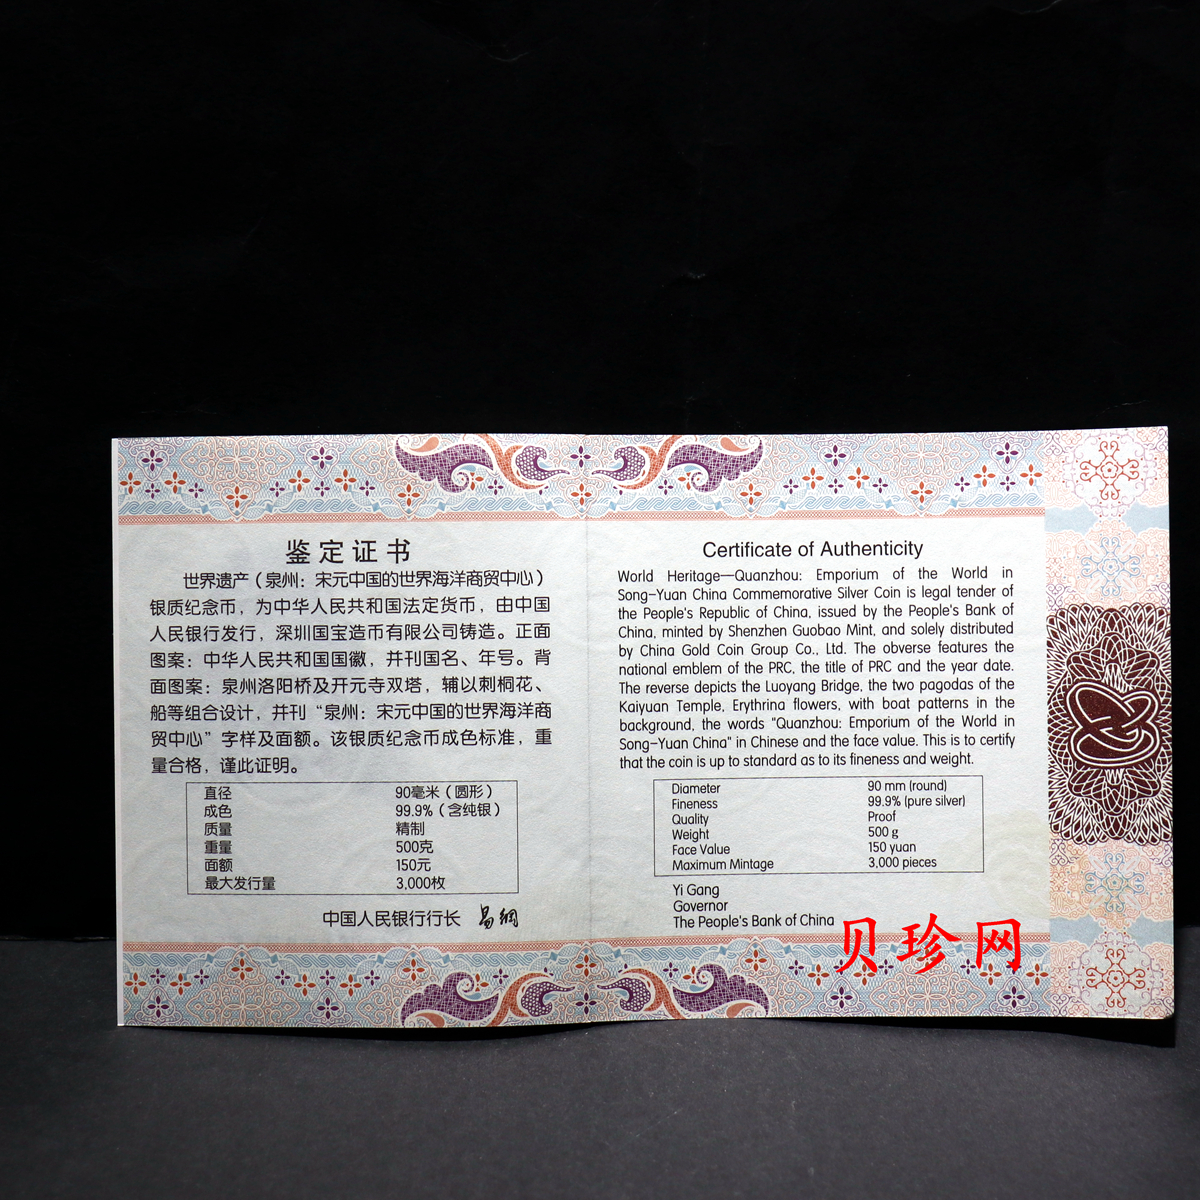 鉴定证书
世界遗产（泉州：宋元中国的世界海洋商贸中心）
银质纪念币，为中华人民共和国法定货币，由中国
人民银行发行，深圳国宝造币有限公司铸造。正面
图案：中华人民共和国国徽，并刊国名、年号。背
面图案：泉州洛阳桥及开元寺双塔，辅以刺桐花、
船等组合设计，并刊“泉州：宋元中国的世界海洋商
贸中心”字样及面额。该银质纪念币成色标准，重
量合格，谨此证明。
直径 90毫米（圆形）
成色 99.9%（含纯银）
质量 精制
重量 500克
面额 150元
最大发行量 3,000枚
中国人民银行行长 易纲
Certificate of Authenticity
World Heritage—Quanzhou: Emporium of the World in
Song-Yuan China Commemorative Silver Coin is legal tender of
the People's Republic of China, issued by the People's Bank of
China, minted by Shenzhen Guobao Mint, and solely distributed
by China Gold Coin Group Co., Ltd. The obverse features the
national emblem of the PRC, the title of PRC and the year date.
The reverse depicts the Luoyang Bridge, the two pagodas of the
Kaiyuan Temple, Erythrina flowers, with boat patterns in the
background, the words "Quanzhou: Emporium of the World in
Song-Yuan China" in Chinese and the face value. This is to certify
that the coin is up to standard as to its fineness and weight.
Diameter 90 mm (round)
Fineness 99.9% (pure silver)
Quality Proof
Weight 500 g
Face Value 150 yuan
Maximum Mintage 3,000 pieces
Yi Gang
Governor
The People's Bank of China
贝珍网